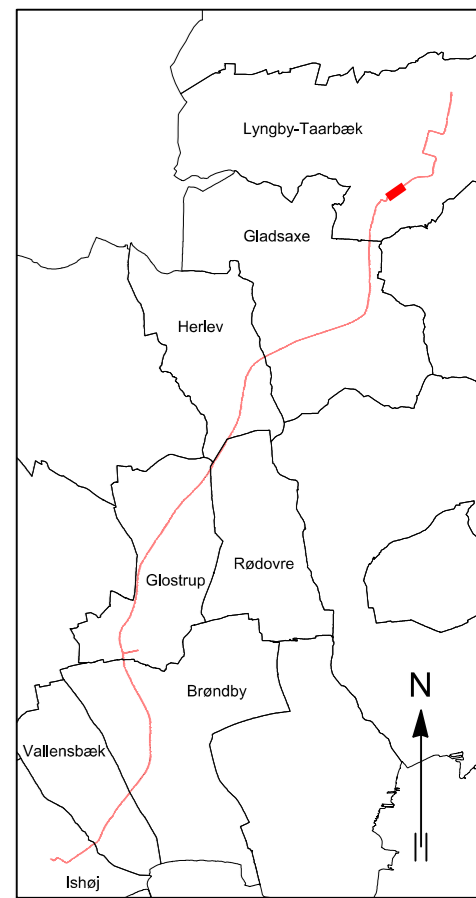 Lyngby-Taarbæk
Gladsaxe
Herlev
Rødovre
Glostrup
N
Brøndby
Vallensbæk
Ishøj